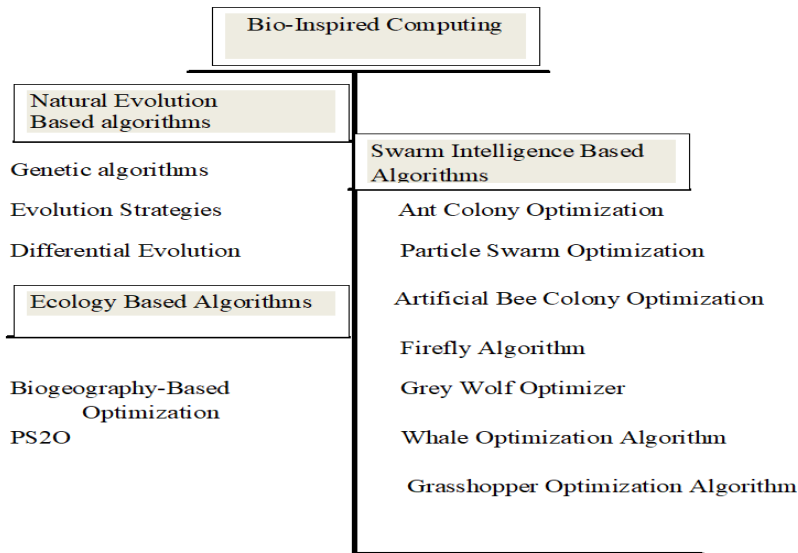 Bio-Inspired Computing
Natural Evolution
Based algorithms
Genetic algorithms
Evolution Strategies
Differential Evolution
Ecology Based Algorithms
Biogeography-Based
Optimization
PS2O
Swarm Intelligence Based
Algorithms
Ant Colony Optimization
Particle Swarm Optimization
Artificial Bee Colony Optimization
Firefly Algorithm
Grey Wolf Optimizer
Whale Optimization Algorithm
Grasshopper Optimization Algorithm